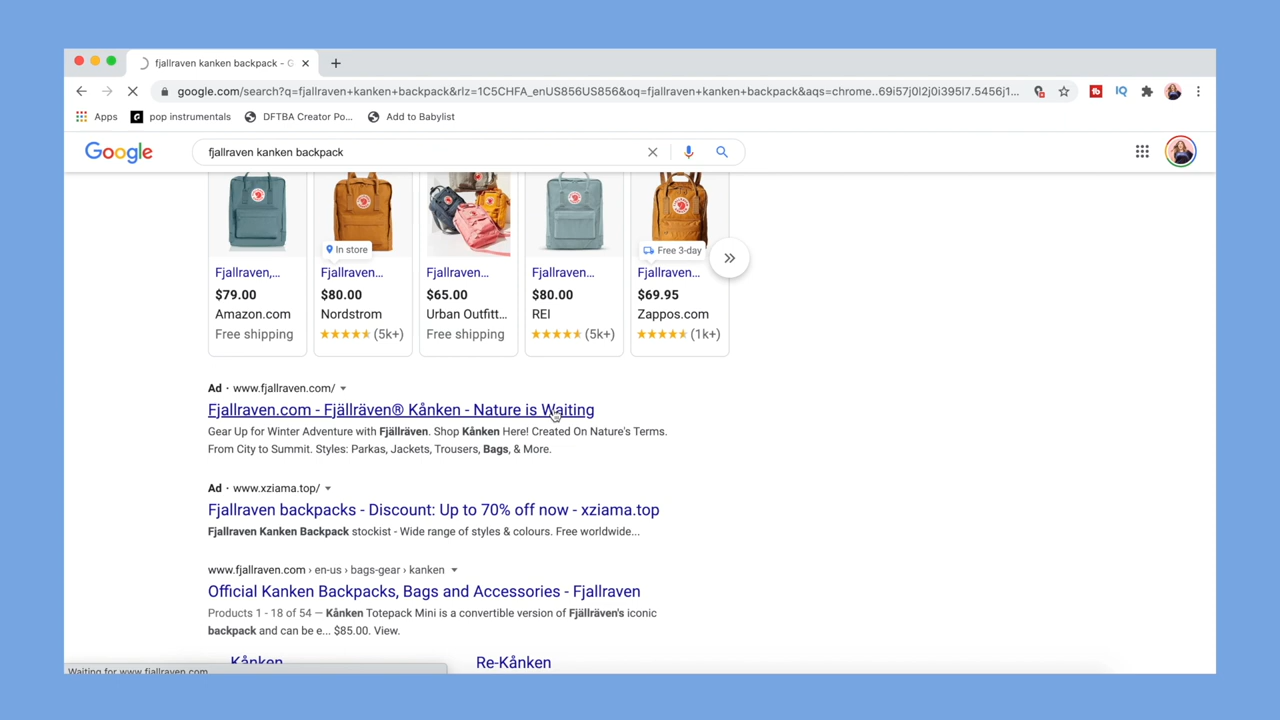 fjallraven kanken backpack - G
google.com/search?q=fjallraven+kanken+backpack&rlz=1C5CHFA_enUS856US856&oq=fjallraven+kanken+backpack&aqs=chrome..69i57j0l2j0i395l7.5456j1...
Apps pop instrumentals DFTBA Creator Po... Add to Babylist
Google fjallraven kanken backpack
In store Free 3-day
Fjallraven,... Fjallraven... Fjallraven... Fjallraven... Fjallraven...
$79.00 $80.00 $65.00 $80.00 $69.95
Amazon.com Nordstrom Urban Outfitt... REI Zappos.com
Free shipping (5k+) Free shipping (5k+) (1k+)
Ad · www.fjallraven.com/
Fjallraven.com - Fjällräven® Kånken - Nature is Waiting
Gear Up for Winter Adventure with Fjällräven. Shop Kånken Here! Created On Nature's Terms.
From City to Summit. Styles: Parkas, Jackets, Trousers, Bags, & More.
Ad · www.xziama.top/
Fjallraven backpacks - Discount: Up to 70% off now - xziama.top
Fjallraven Kanken Backpack stockist - Wide range of styles & colours. Free worldwide...
www.fjallraven.com › en-us › bags-gear › kanken
Official Kanken Backpacks, Bags and Accessories - Fjallraven
Products 1 - 18 of 54 — Kånken Totepack Mini is a convertible version of Fjällräven's iconic
backpack and can be e... $85.00. View.
Kånken Re-Kånken
Waiting for www.fjallraven.com